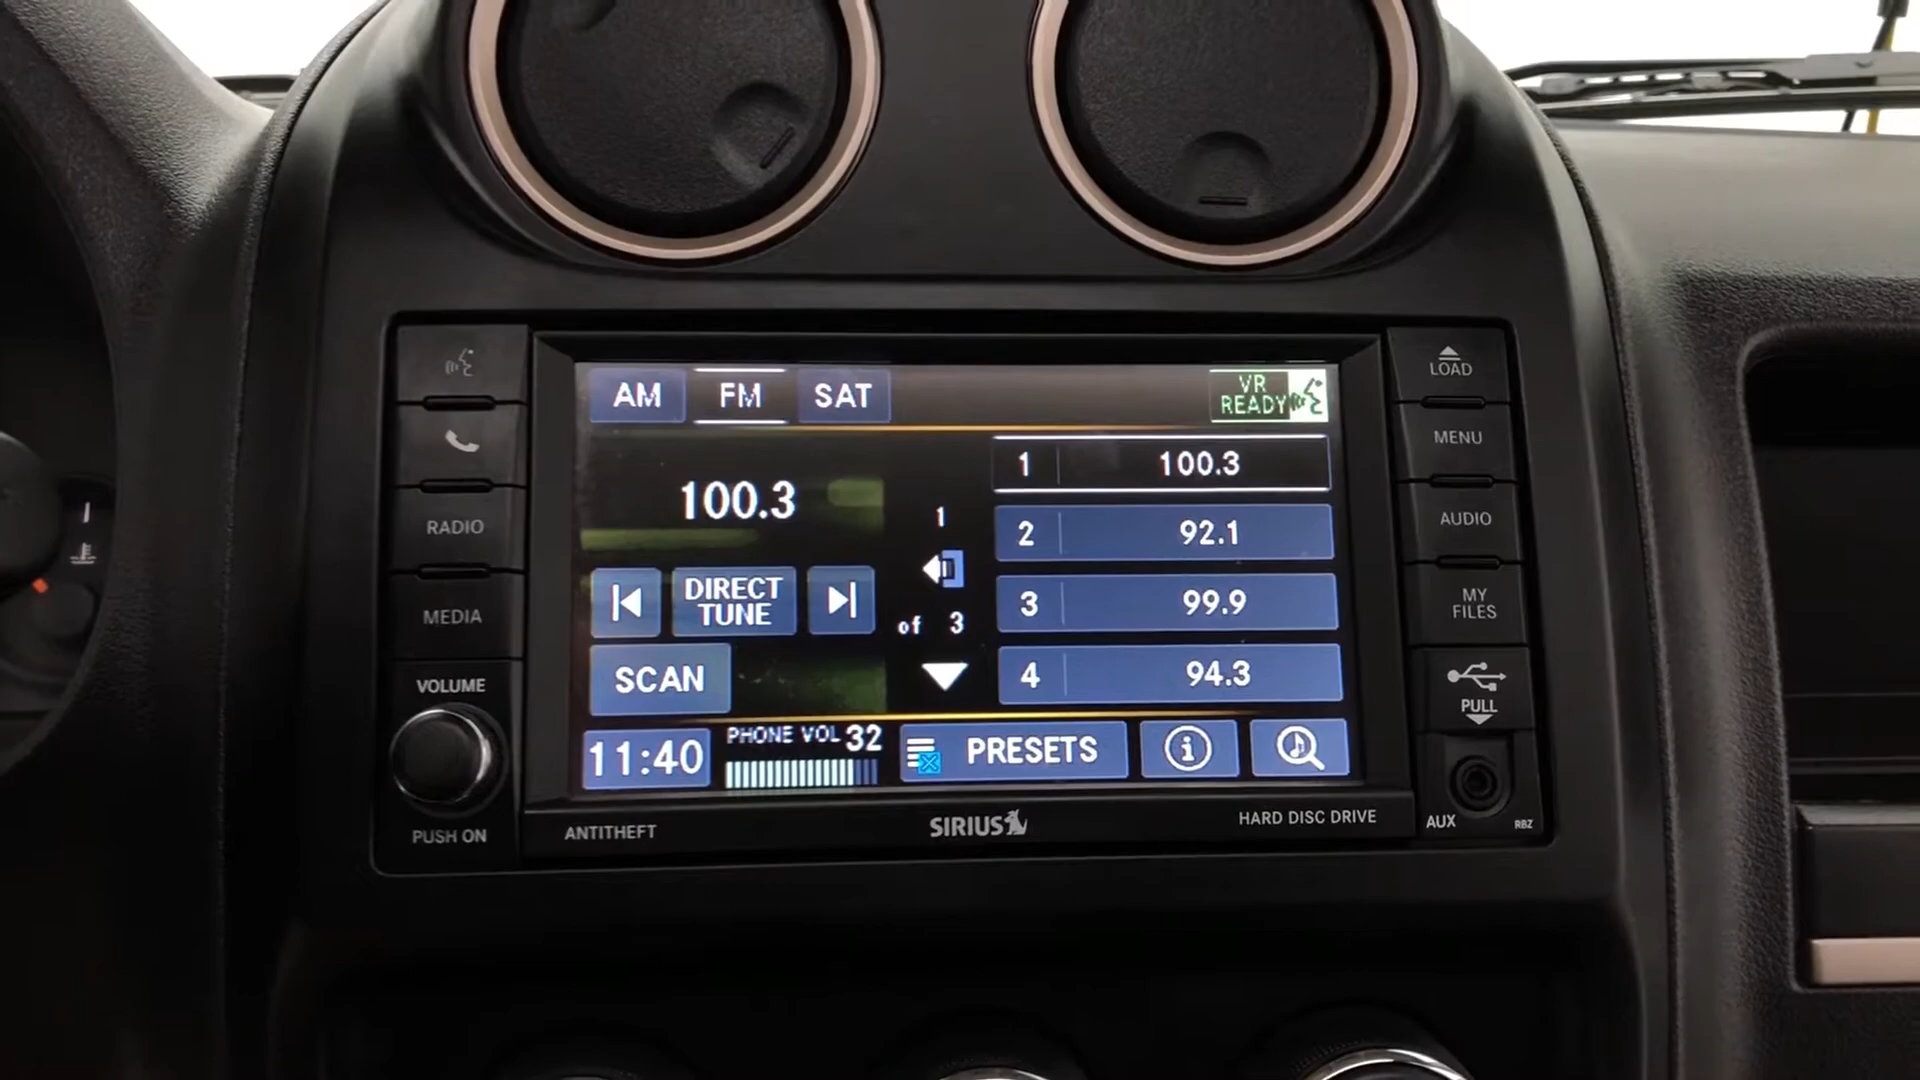 AM FM SAT
VR
READY
100.3
DIRECT
TUNE
SCAN
1
of 3
1 100.3
2 92.1
3 99.9
4 94.3
11:40
PHONE VOL 32
PRESETS
RADIO
MEDIA
VOLUME
PUSH ON
LOAD
MENU
AUDIO
MY
FILES
PULL
AUX
RBZ
ANTITHEFT
SIRIUS
HARD DISC DRIVE